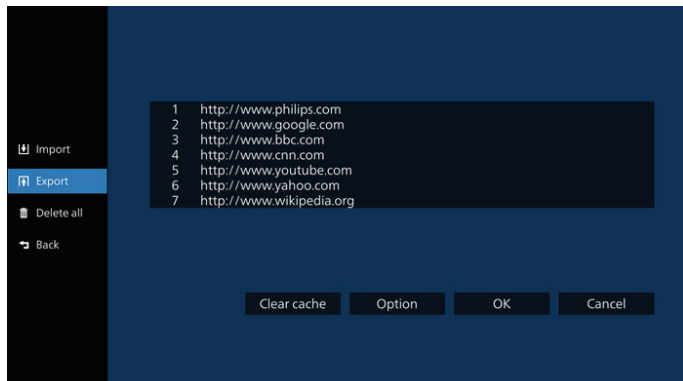 Import
Export
Delete all
Back
1 http://www.philips.com
2 http://www.google.com
3 http://www.bbc.com
4 http://www.cnn.com
5 http://www.youtube.com
6 http://www.yahoo.com
7 http://www.wikipedia.org
Clear cache Option OK Cancel